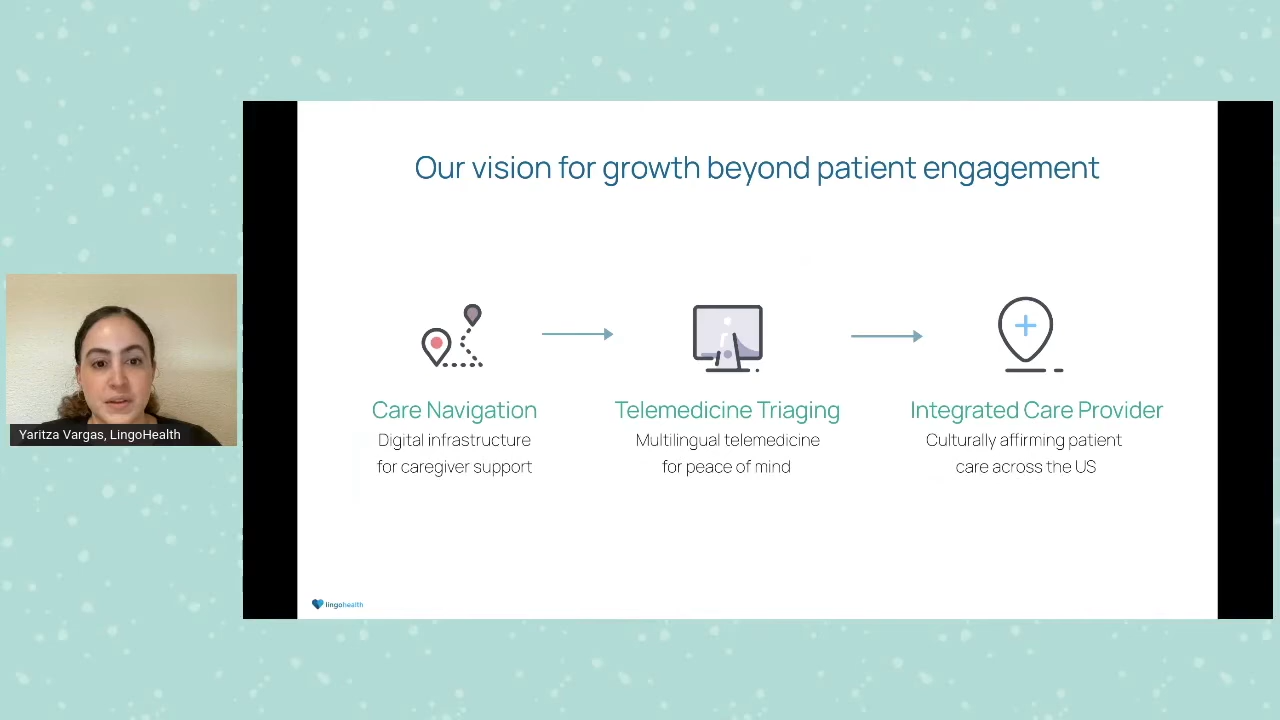 Our vision for growth beyond patient engagement
Care Navigation
Digital infrastructure
for caregiver support
Telemedicine Triaging
Multilingual telemedicine
for peace of mind
Integrated Care Provider
Culturally affirming patient
care across the US
Yaritza Vargas, LingoHealth
lingohealth